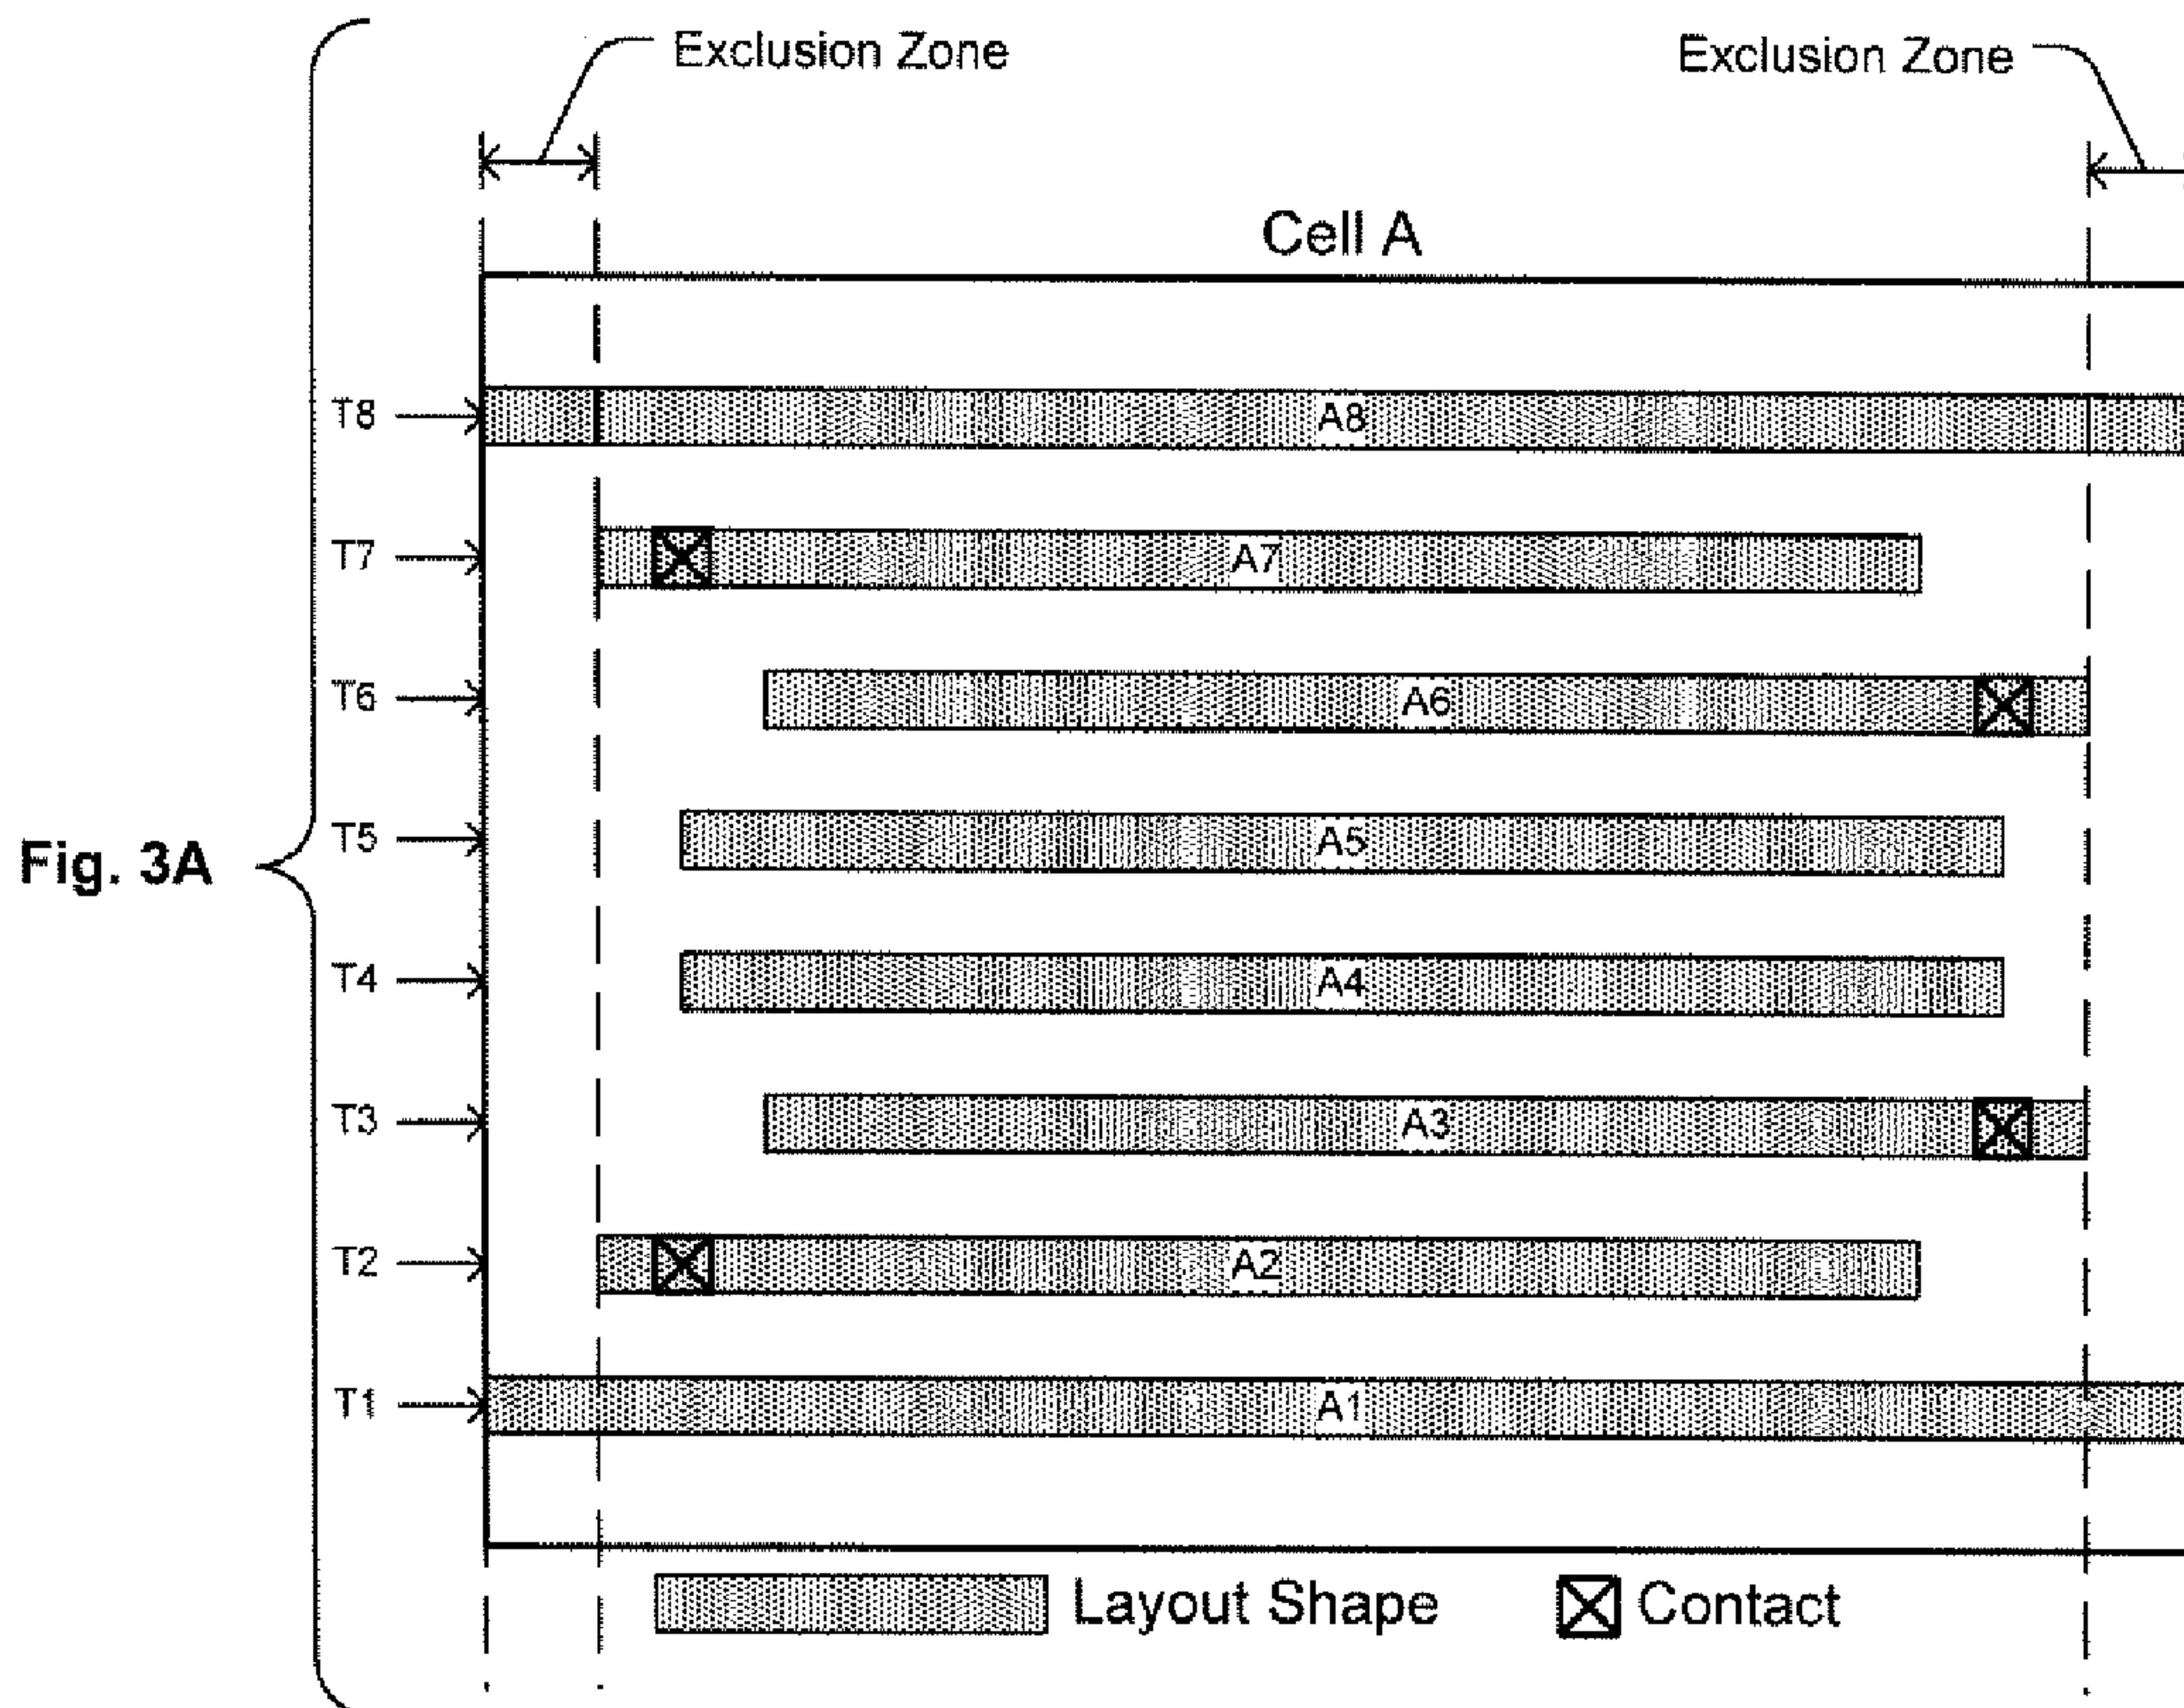 Exclusion Zone
Exclusion Zone
Cell A
T8
A8
T7
A7
T6
A6
T5
A5
Fig. 3A
T4
A4
T3
A3
T2
A2
T1
A1
Layout Shape
Contact